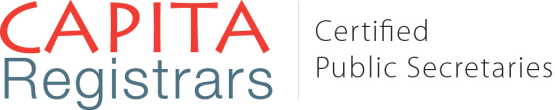 CAPITA
Registrars
Certified
Public Secretaries